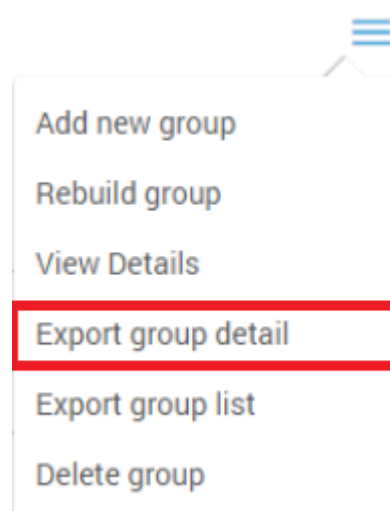 Add new group
Rebuild group
View Details
Export group detail
Export group list
Delete group